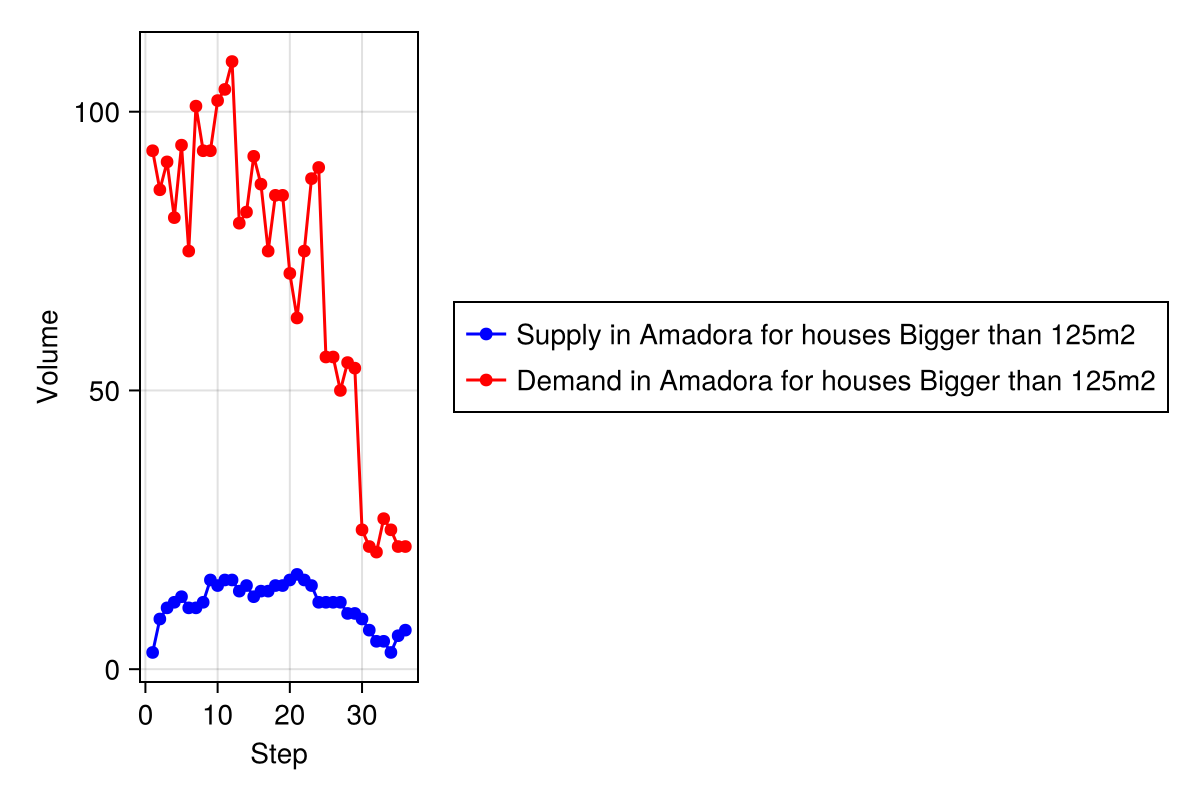 100
50
0
Volume
0 10 20 30
Step
Supply in Amadora for houses Bigger than 125m2
Demand in Amadora for houses Bigger than 125m2